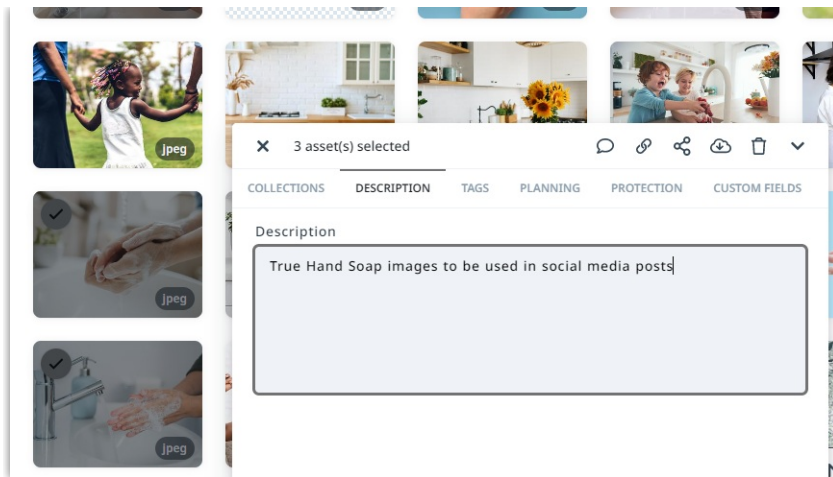 jpeg
3 asset(s) selected
COLLECTIONS DESCRIPTION TAGS PLANNING PROTECTION CUSTOM FIELDS
Description
True Hand Soap images to be used in social media posts
jpeg
jpeg